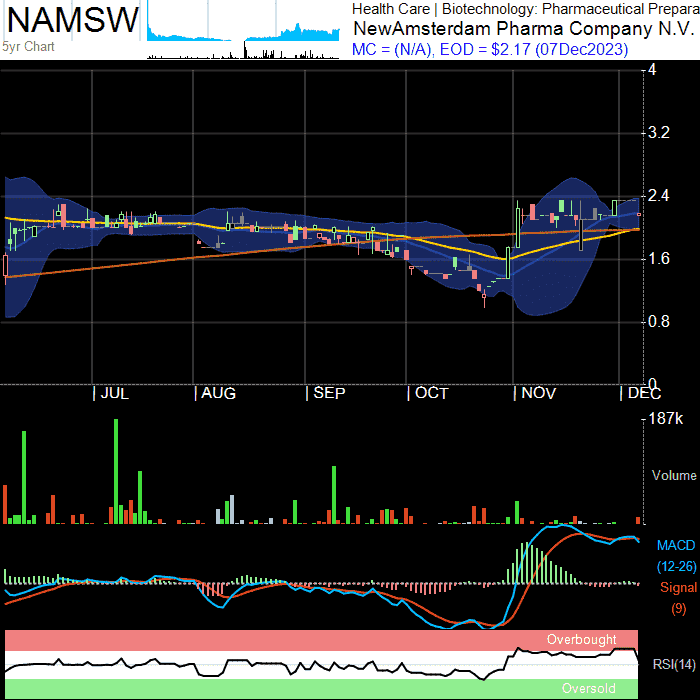 NAMSW
5yr Chart
Health Care | Biotechnology: Pharmaceutical Prepara
NewAmsterdam Pharma Company N.V.
MC = (N/A), EOD = $2.17 (07Dec2023)
4
3.2
2.4
1.6
0.8
0
JUL AUG SEP OCT NOV DEC
187k
Volume
MACD
(12-26)
Signal
(9)
Overbought
RSI(14)
Oversold